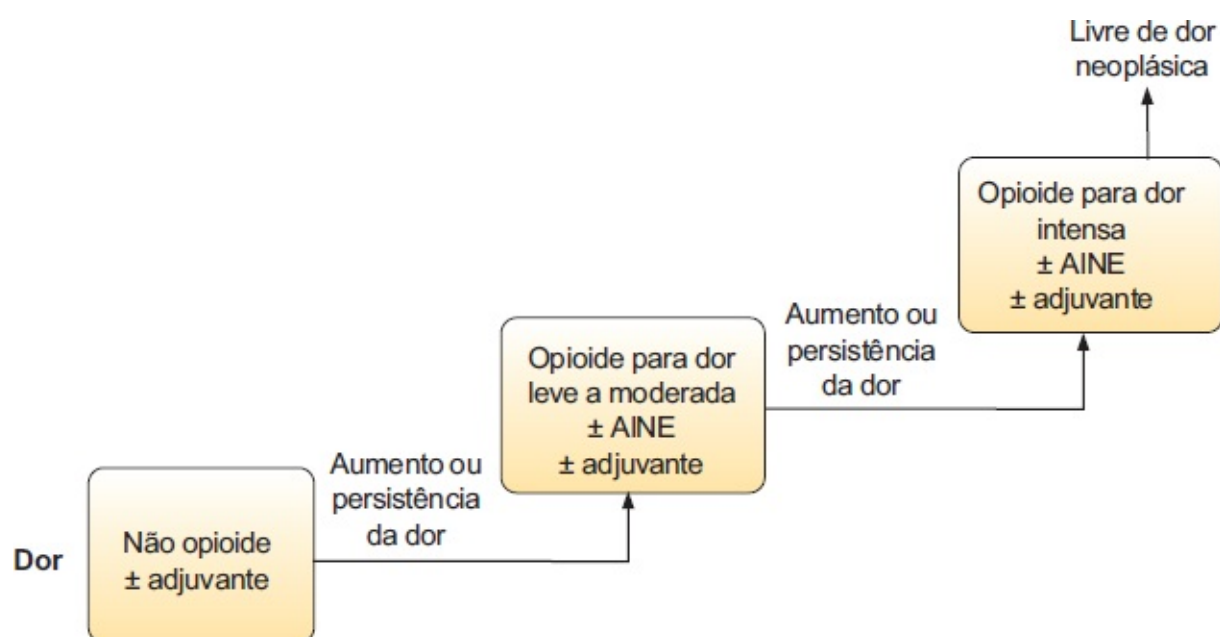 Dor
Não opioide
± adjuvante
Aumento ou
persistência
da dor
Opioide para dor
leve a moderada
± AINE
± adjuvante
Aumento ou
persistência
da dor
Opioide para dor
intensa
± AINE
± adjuvante
Livre de dor
neoplásica